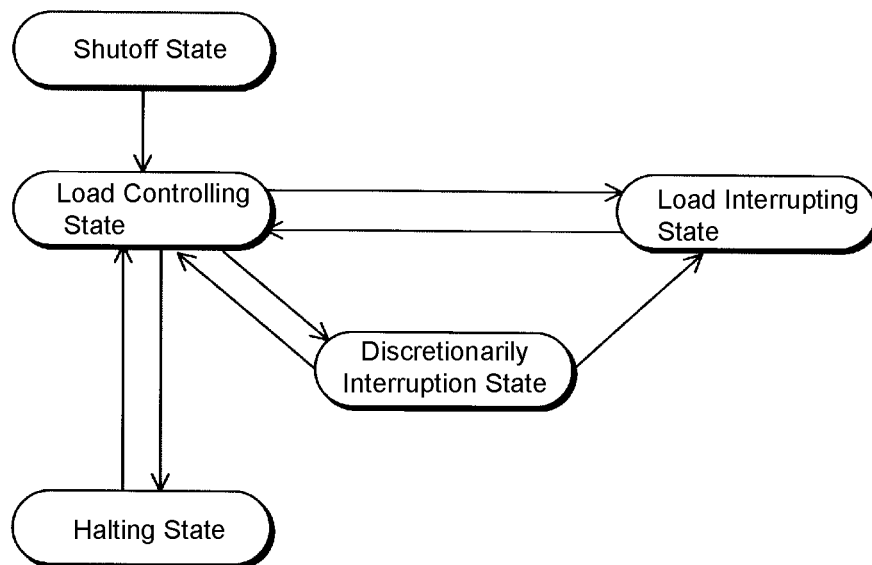 Shutoff State
Load Controlling
State
Load Interrupting
State
Discretionarily
Interruption State
Halting State